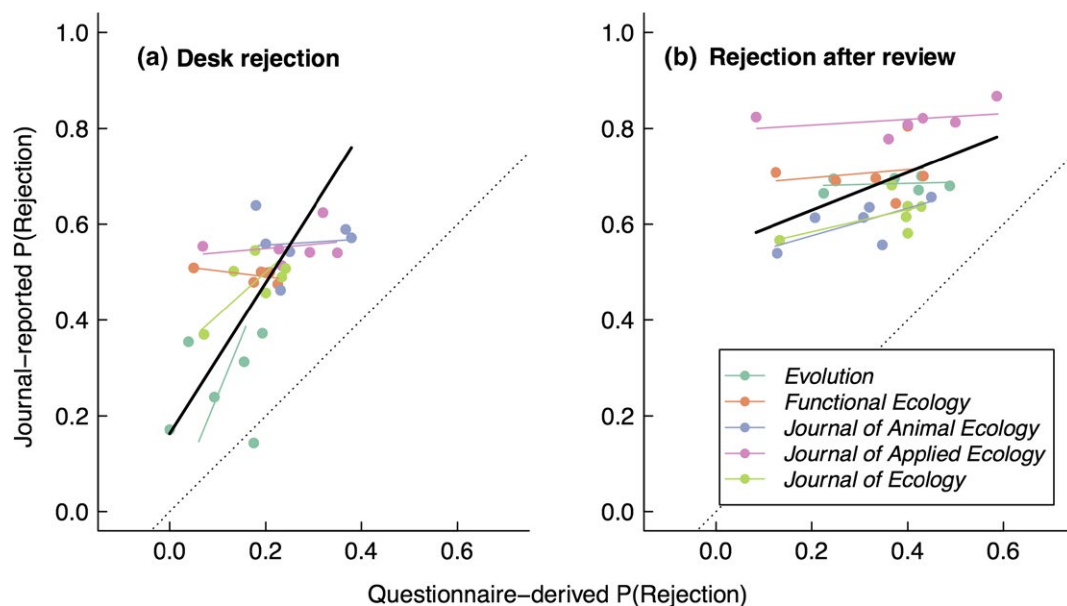 (a) Desk rejection
(b) Rejection after review
Journal−reported P(Rejection)
1.0
0.8
0.6
0.4
0.2
0.0
0.0 0.2 0.4 0.6
1.0
0.8
0.6
0.4
0.2
0.0
0.0 0.2 0.4 0.6
Evolution
Functional Ecology
Journal of Animal Ecology
Journal of Applied Ecology
Journal of Ecology
Questionnaire−derived P(Rejection)